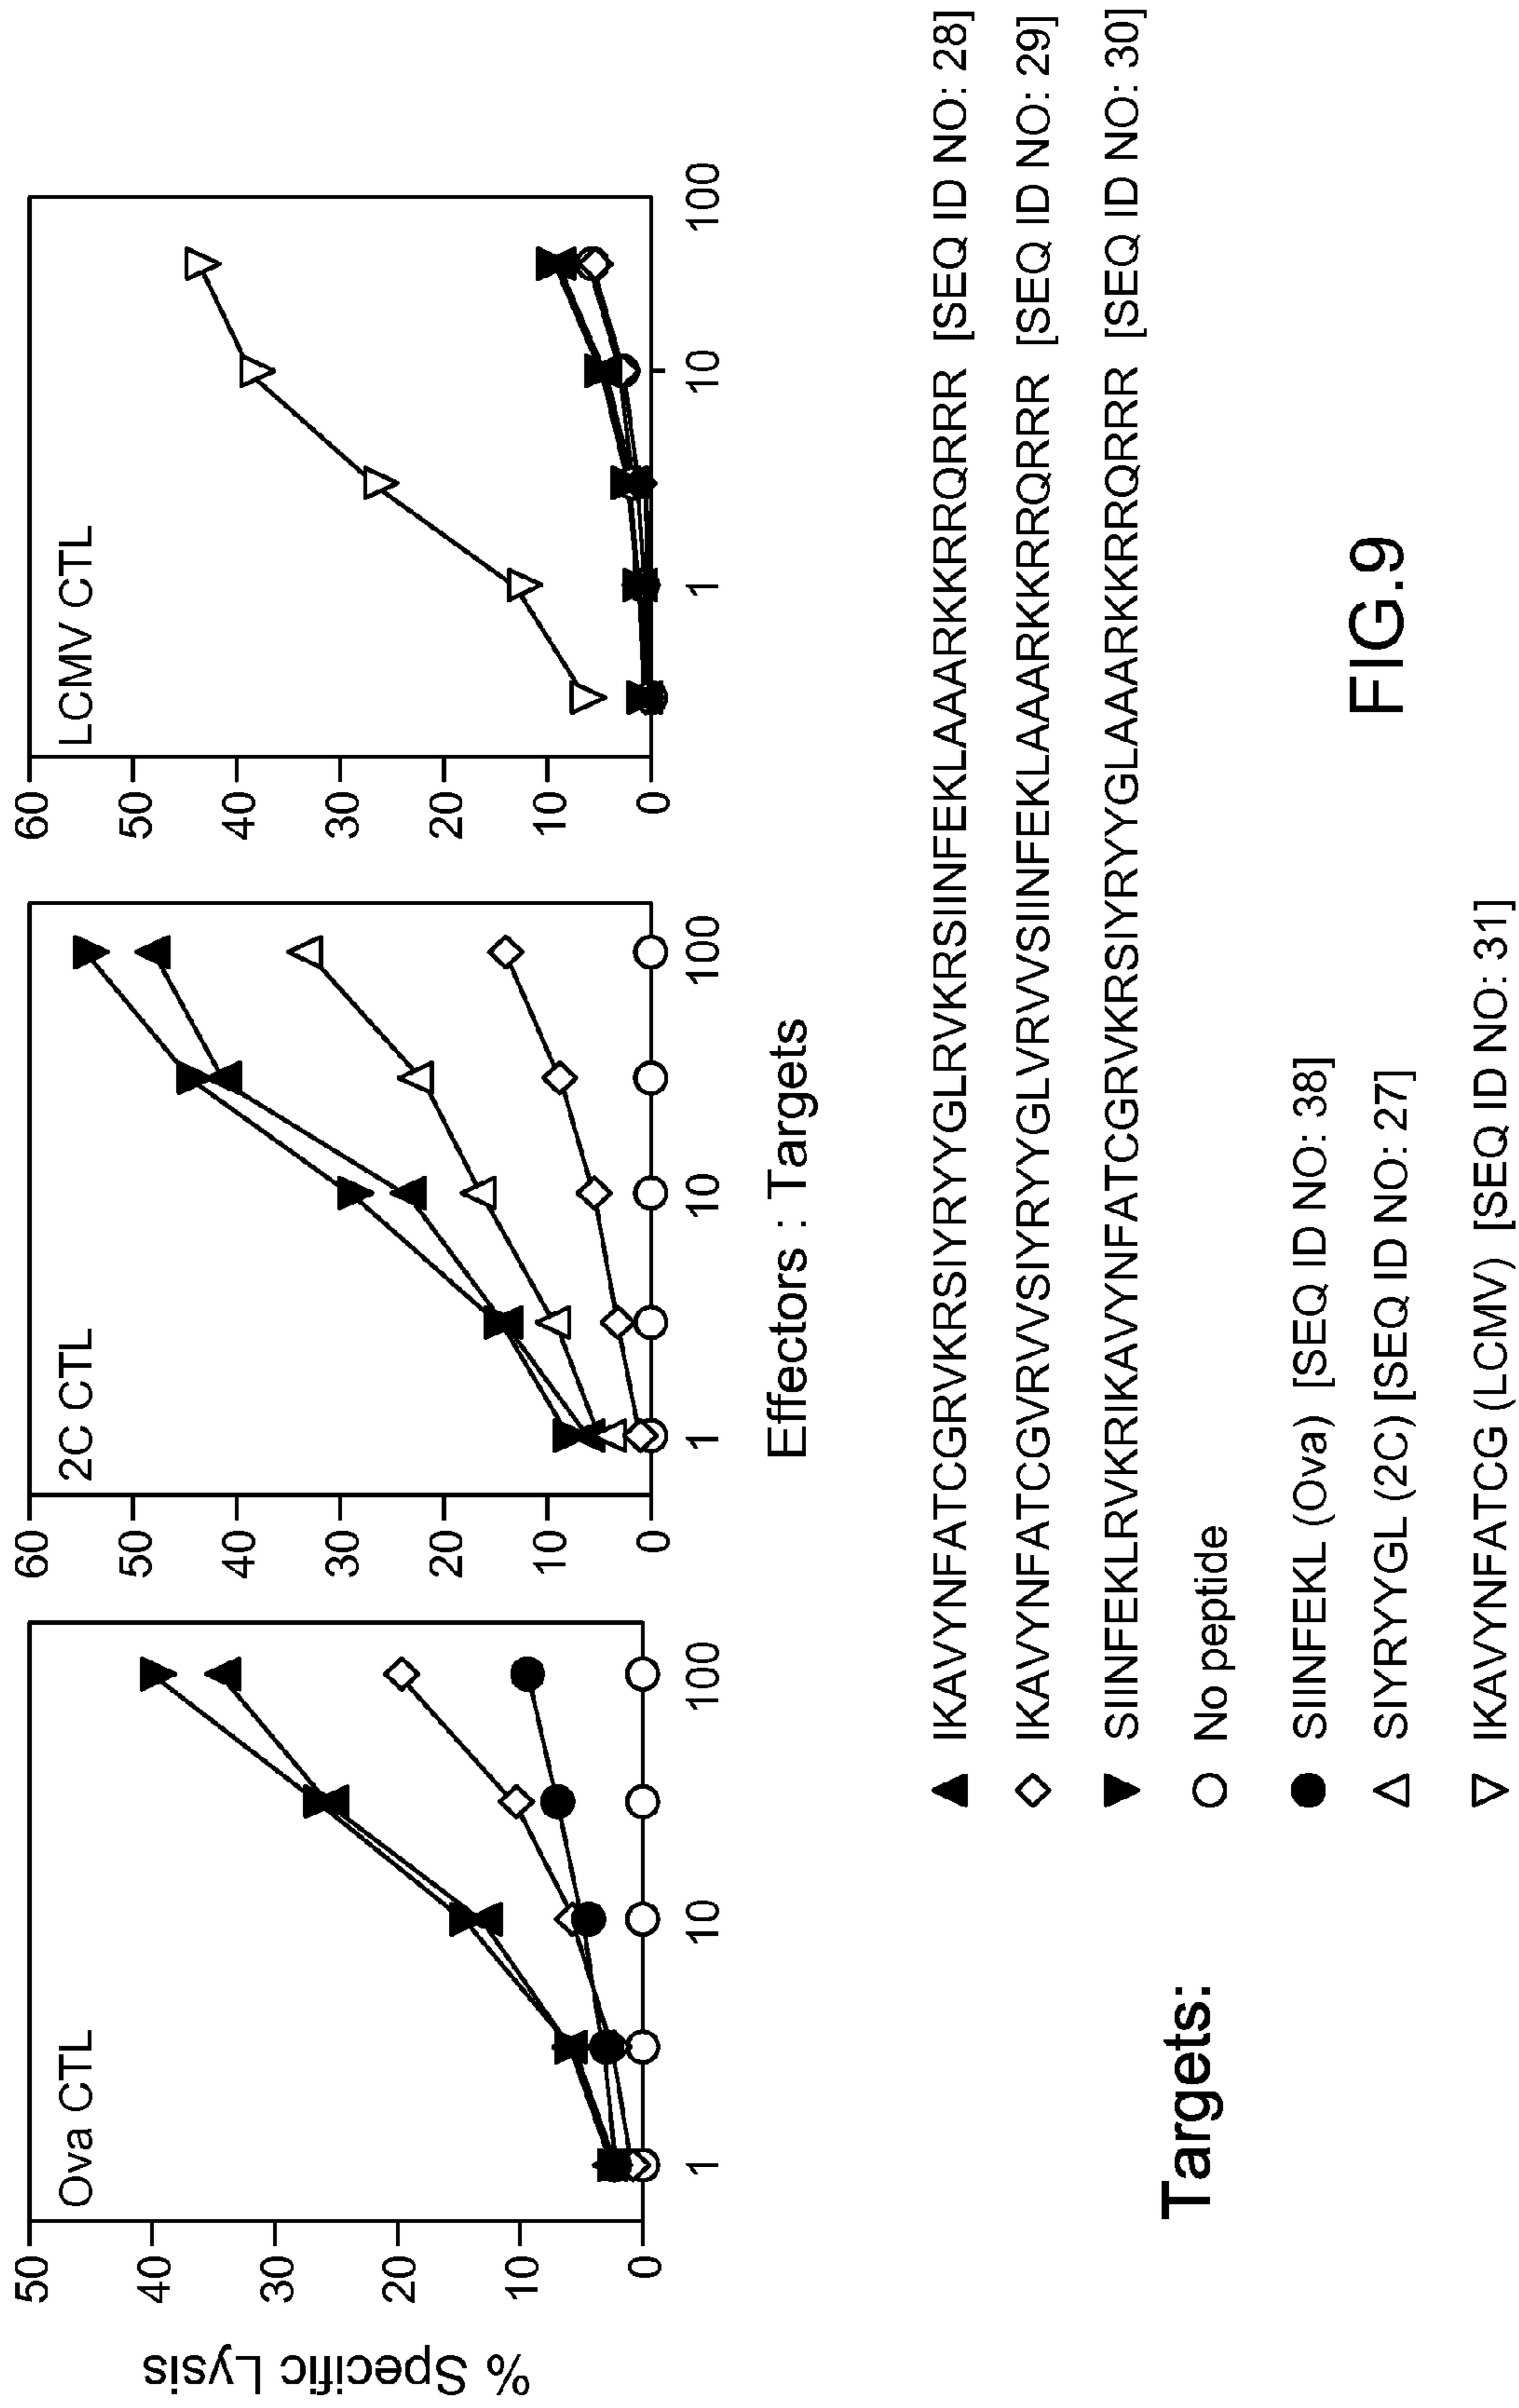 % Specific Lysis
Ova CTL
50
40
30
20
10
0
1
10
100
2C CTL
60
50
40
30
20
10
0
1
10
100
LCMV CTL
60
50
40
30
20
10
0
1
10
100
Effectors : Targets
Targets:
IKAVYNFATCGRVKRSIYRYYGLRVKRSIINFEKLAAARKKRRQRRR [SEQ ID NO: 28]
IKAVYNFATCGVRVVSIYRYYGLVRVVSIINFEKLAAARKKRRQRRR [SEQ ID NO: 29]
SIINFEKLRVKRIKAVYNFATCGRVKRSIYRYYGLAAARKKRRQRRR [SEQ ID NO: 30]
No peptide
SIINFEKL (Ova) [SEQ ID NO: 38]
SIYRYYGL (2C) [SEQ ID NO: 27]
IKAVYNFATCG (LCMV) [SEQ ID NO: 31]
FIG.9